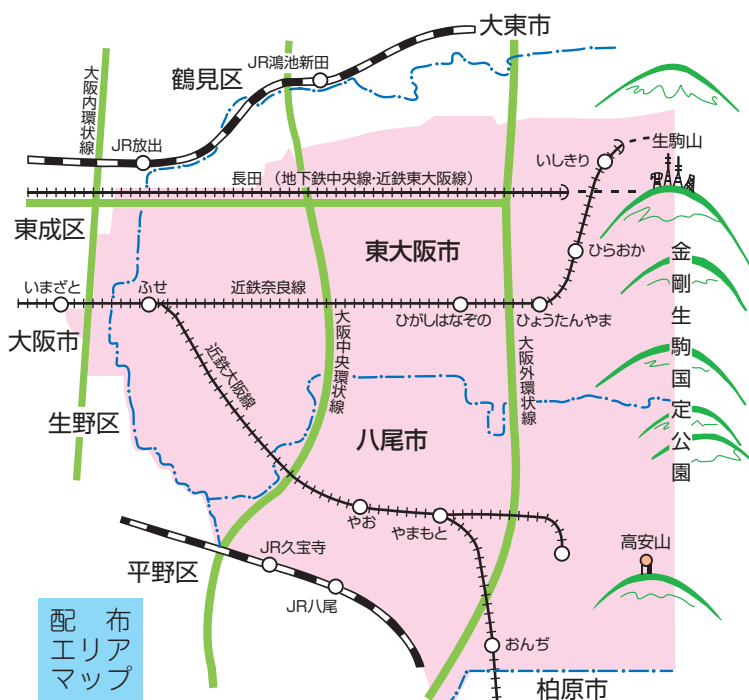 大東市
JR鴻池新田
鶴見区
大阪内環状線
JR放出
生駒山
いしきり
長田 (地下鉄中央線・近鉄東大阪線)
東成区
東大阪市
ひらおか
いまざと
ふせ
近鉄奈良線
ひがしはなぞの
ひょうたんやま
大阪市
近鉄大阪線
大阪中央環状線
大阪外環状線
金剛生駒国定公園
生野区
八尾市
やお
やまもと
JR久宝寺
高安山
平野区
JR八尾
おんぢ
柏原市
配布
エリア
マップ